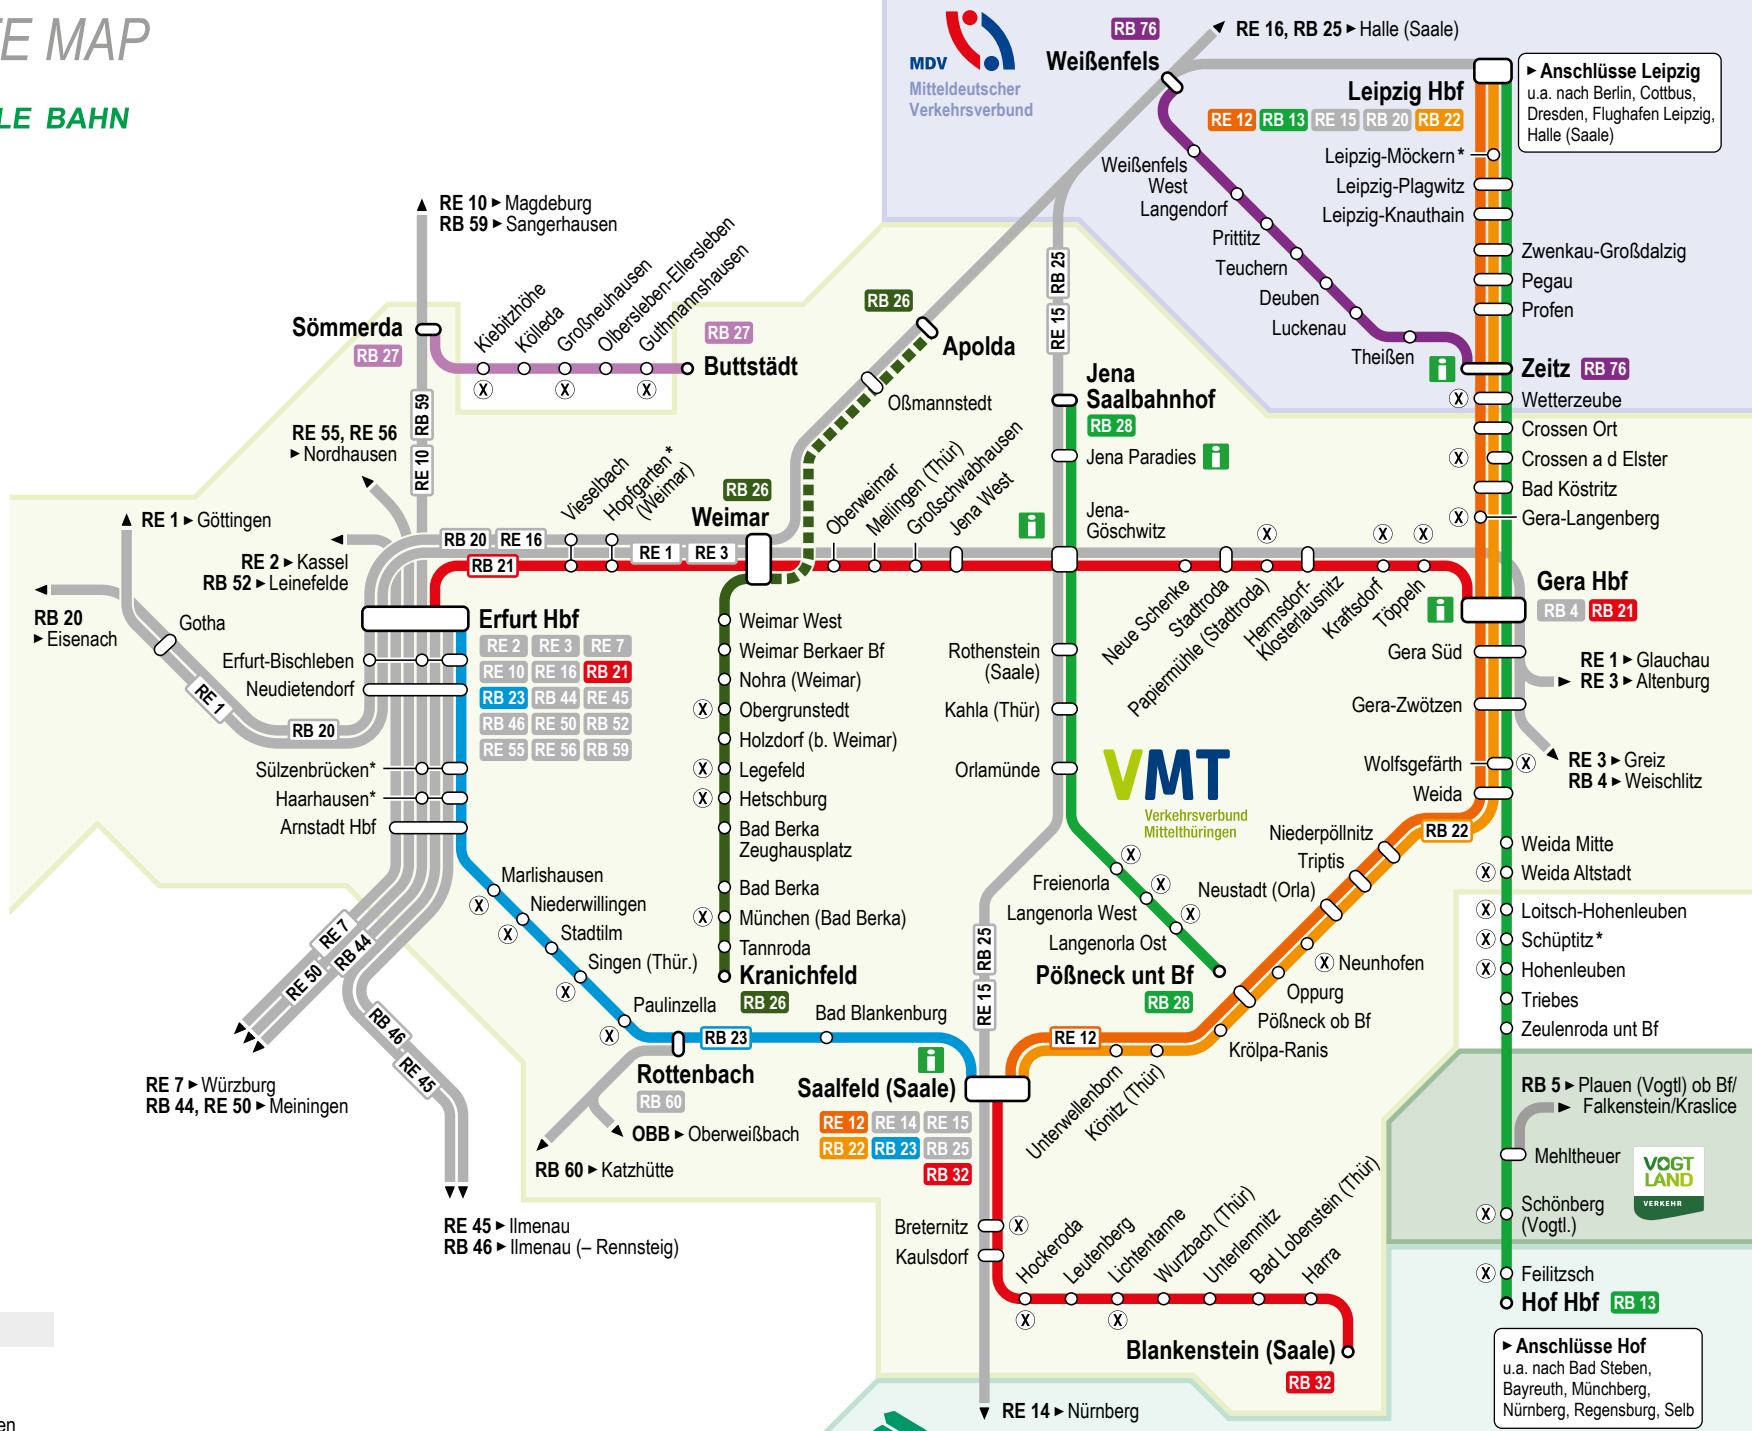 E MAP
LE BAHN
MDV
Mitteldeutscher
Verkehrsverbund
RB 76
Weißenfels
RE 16, RB 25 ▸ Halle (Saale)
Leipzig Hbf
RE 12 RB 13 RE 15 RB 20 RB 22
▸ Anschlüsse Leipzig
u.a. nach Berlin, Cottbus,
Dresden, Flughafen Leipzig,
Halle (Saale)
Leipzig-Möckern*
Leipzig-Plagwitz
Leipzig-Knauthain
Zwenkau-Großdalzig
Pegau
Profen
Weißenfels
West
Langendorf
Prittitz
Teuchern
Deuben
Luckenau
Theißen
i
Zeitz RB 76
X Wetterzeube
Crossen Ort
X Crossen a d Elster
Bad Köstritz
X Gera-Langenberg
RE 10 ▸ Magdeburg
RB 59 ▸ Sangerhausen
Sömmerda
RB 27
Kiebitzhöhe
Kölleda
Großneuhausen
Olbersleben-Ellersleben
Guthmannshausen
X X X
RB 27
Buttstädt
RE 10 RB 59
RB 26
Apolda
Oßmannstedt
RE 15 RB 25
Jena
Saalbahnhof
RB 28
Jena Paradies i
Jena-
Göschwitz
i
RE 55, RE 56
▸ Nordhausen
RE 1 ▸ Göttingen
RE 2 ▸ Kassel
RB 52 ▸ Leinefelde
RB 20
▸ Eisenach
Gotha
RE 1
RB 20
RB 20 RE 16
RB 21
RE 1 RE 3
Vieselbach
Hopfgarten*
(Weimar)
RB 26
Weimar
Oberweimar
Mellingen (Thür)
Großschwabhausen
Jena West
Neue Schenke
Stadtroda
Papiermühle (Stadtroda)
Hermsdorf-
Klosterlausnitz
Kraftsdorf
Töppeln
X X X
i
Gera Hbf
RB 4 RB 21
Erfurt Hbf
RE 2 RE 3 RE 7
RE 10 RE 16 RB 21
RB 23 RB 44 RE 45
RB 46 RE 50 RB 52
RE 55 RE 56 RB 59
Erfurt-Bischleben
Neudietendorf
Sülzenbrücken*
Haarhausen*
Arnstadt Hbf
Marlishausen
X
Niederwillingen
X
Stadtilm
Singen (Thür.)
X
Paulinzella
X
RB 23
Bad Blankenburg
Rottenbach
RB 60
OBB ▸ Oberweißbach
RB 60 ▸ Katzhütte
RE 7
RE 50
RB 44
RB 46
RE 45
RE 7 ▸ Würzburg
RB 44, RE 50 ▸ Meiningen
RE 45 ▸ Ilmenau
RB 46 ▸ Ilmenau (– Rennsteig)
Weimar West
Weimar Berkaer Bf
Nohra (Weimar)
X Obergrunstedt
Holzdorf (b. Weimar)
X Legefeld
X Hetschburg
Bad Berka
Zeughausplatz
Bad Berka
X München (Bad Berka)
Tannroda
Kranichfeld
RB 26
Rothenstein
(Saale)
Kahla (Thür)
Orlamünde
VMT
Verkehrsverbund
Mittelthüringen
X
Freienorla
X
Langenorla West
X
Langenorla Ost
Pößneck unt Bf
RB 28
RE 15 RB 25
Gera Süd
Gera-Zwötzen
Wolfsgefärth X
Weida
RE 1 ▸ Glauchau
RE 3 ▸ Altenburg
RE 3 ▸ Greiz
RB 4 ▸ Weischlitz
RB 22
Niederpöllnitz
Triptis
Neustadt (Orla)
X Neunhofen
Oppurg
Pößneck ob Bf
Krölpa-Ranis
RE 12
Könitz (Thür)
Unterwellenborn
i
Saalfeld (Saale)
RE 12 RE 14 RE 15
RB 22 RB 23 RB 25
RB 32
Breternitz X
Kaulsdorf
Hockeroda
Leutenberg
Lichtentanne
Wurzbach (Thür)
Unterlemnitz
Bad Lobenstein (Thür)
Harra
X X
Blankenstein (Saale)
RB 32
RE 14 ▸ Nürnberg
Weida Mitte
X Weida Altstadt
X Loitsch-Hohenleuben
X Schüptitz*
X Hohenleuben
Triebes
Zeulenroda unt Bf
RB 5 ▸ Plauen (Vogtl) ob Bf/
Falkenstein/Kraslice
Mehltheuer
VOGT
LAND
VERKEHR
X Schönberg
(Vogtl.)
X Feilitzsch
Hof Hbf RB 13
▸ Anschlüsse Hof
u.a. nach Bad Steben,
Bayreuth, Münchberg,
Nürnberg, Regensburg, Selb
en